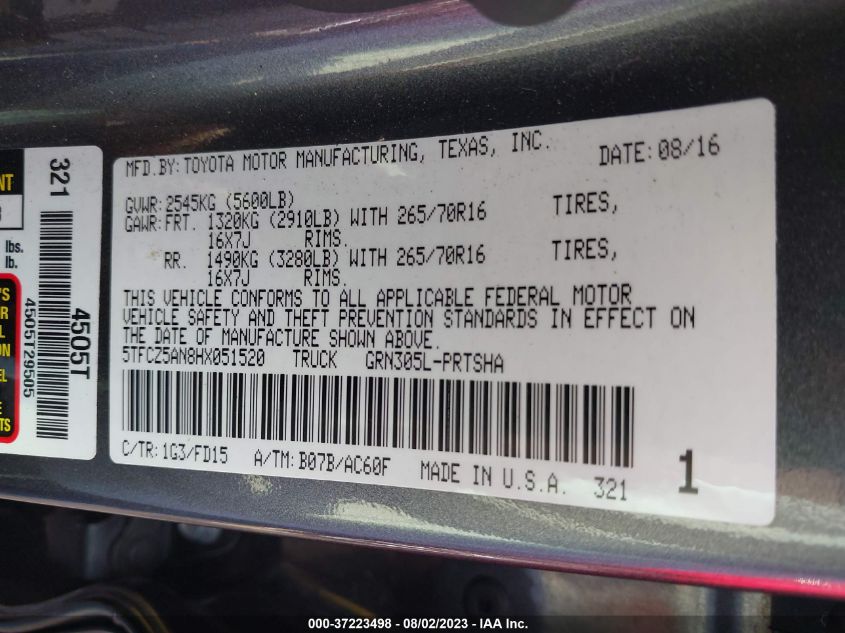 MFD.BY:TOYOTA MOTOR MANUFACTURING, TEXAS, INC. DATE:08/16
GVWR:2545KG (5600LB)
GAWR:FRT. 1320KG (2910LB) WITH 265/70R16 TIRES,
16X7J RIMS.
RR. 1490KG (3280LB) WITH 265/70R16 TIRES,
16X7J RIMS.
THIS VEHICLE CONFORMS TO ALL APPLICABLE FEDERAL MOTOR
VEHICLE SAFETY AND THEFT PREVENTION STANDARDS IN EFFECT ON
THE DATE OF MANUFACTURE SHOWN ABOVE.
5TFCZ5AN8HX051520 TRUCK GRN305L-PRTSHA
C/TR:1G3/FD15 A/TM:B07B/AC60F MADE IN U.S.A. 321 1
321
4505T
4505T29505
lbs.
lb.
000-37223498 - 08/02/2023 - IAA Inc.